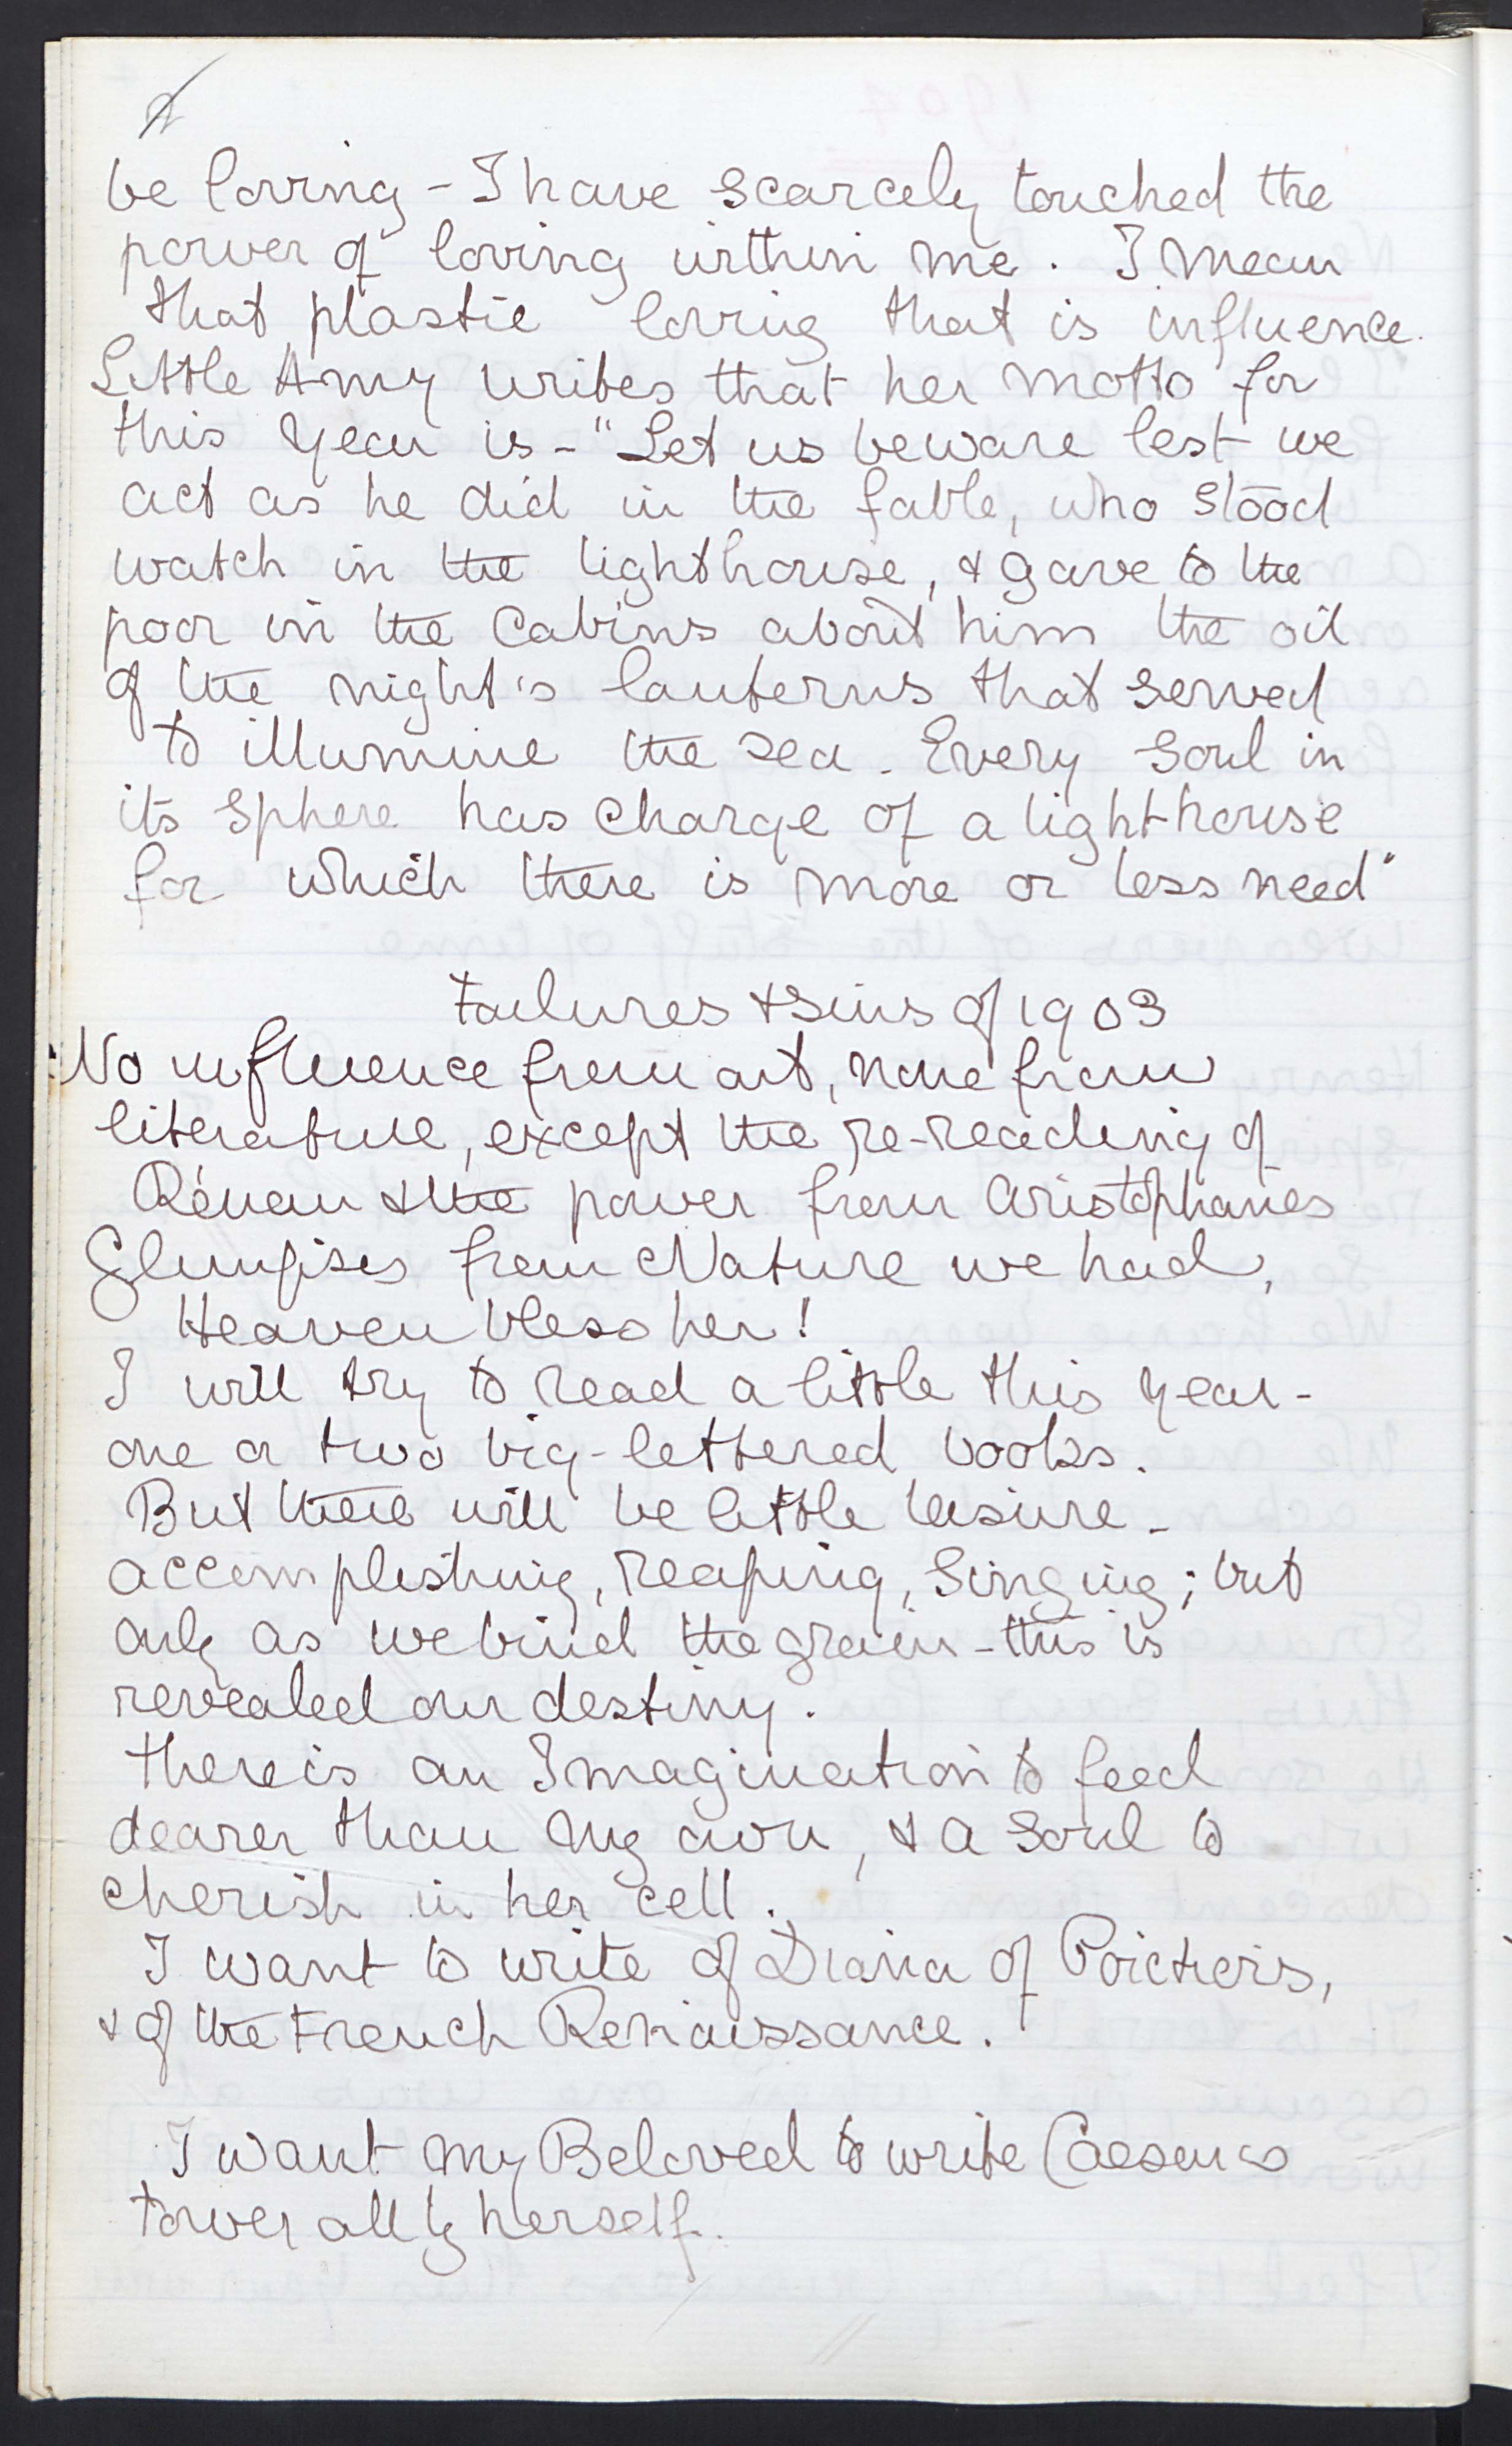 be loving - I have scarcely touched the
power of loving within me. I mean
that plastic loving that is influence.
Little Amy writes that her motto for
this year is - "Let us beware lest we
act as he did in the fable, who stood
watch in the lighthouse, & gave to the
poor in the cabins about him the oil
of the night's lanterns that served
to illumine the sea. Every soul in
its sphere has charge of a light-house
for which there is more or less need"
Failures & Sins of 1903
No influence from art, none from
literature, except the re-reading of
Rénan & the power from Aristophanes
Glimpses from Nature we had,
Heaven bless her!
I will try to read a little this year -
one or two big-lettered books.
But there will be little leisure -
accomplishing, reaping, singing; but
only as we bind the grain - this is
revealed our destiny.
There is an Imagination to feed
dearer than my own, & a soul to
cherish in her cell.
I want to write of Diana of Poictiers,
& of the French Renaissance.
I want my Beloved to write Caesar's
tower all by herself.